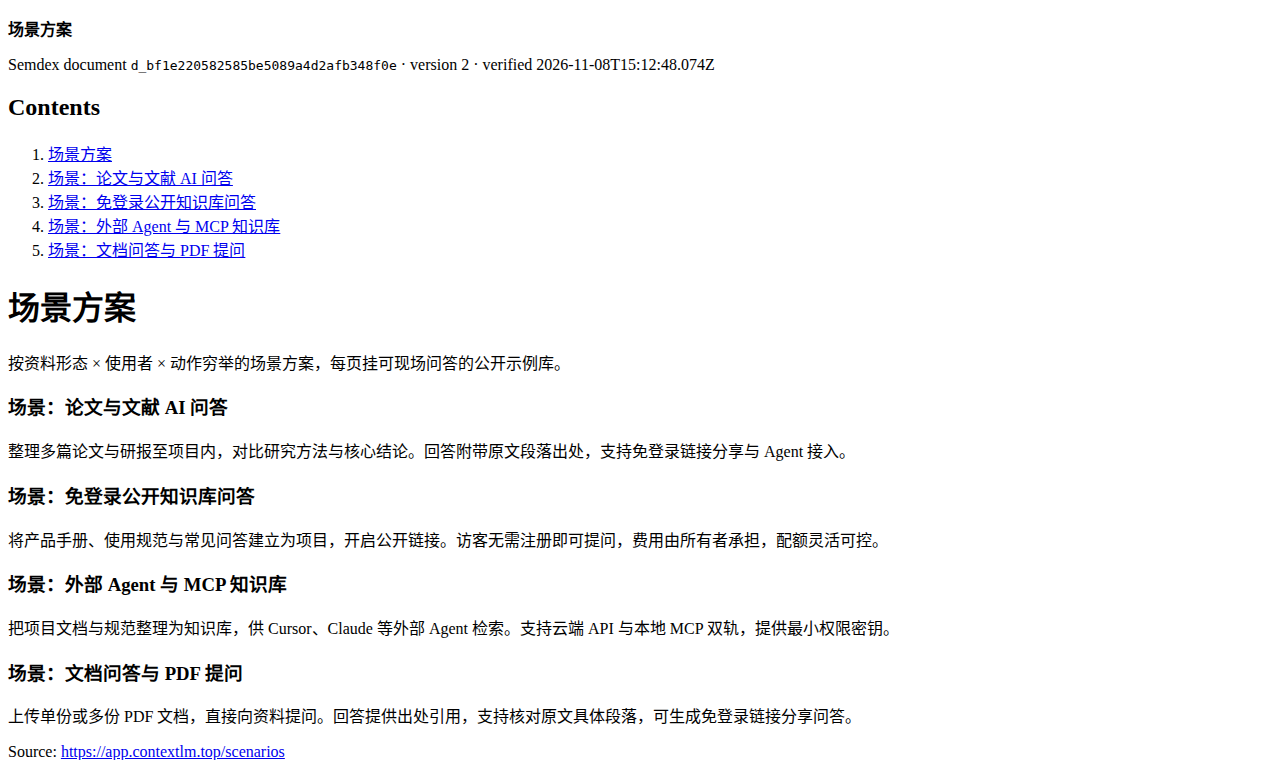 场景方案
Semdex document d_bf1e220582585be5089a4d2afb348f0e · version 2 · verified 2026-11-08T15:12:48.074Z
Contents
1. 场景方案
2. 场景：论文与文献 AI 问答
3. 场景：免登录公开知识库问答
4. 场景：外部 Agent 与 MCP 知识库
5. 场景：文档问答与 PDF 提问
场景方案
按资料形态 × 使用者 × 动作穷举的场景方案，每页挂可现场问答的公开示例库。
场景：论文与文献 AI 问答
整理多篇论文与研报至项目内，对比研究方法与核心结论。回答附带原文段落出处，支持免登录链接分享与 Agent 接入。
场景：免登录公开知识库问答
将产品手册、使用规范与常见问答建立为项目，开启公开链接。访客无需注册即可提问，费用由所有者承担，配额灵活可控。
场景：外部 Agent 与 MCP 知识库
把项目文档与规范整理为知识库，供 Cursor、Claude 等外部 Agent 检索。支持云端 API 与本地 MCP 双轨，提供最小权限密钥。
场景：文档问答与 PDF 提问
上传单份或多份 PDF 文档，直接向资料提问。回答提供出处引用，支持核对原文具体段落，可生成免登录链接分享问答。
Source: https://app.contextlm.top/scenarios